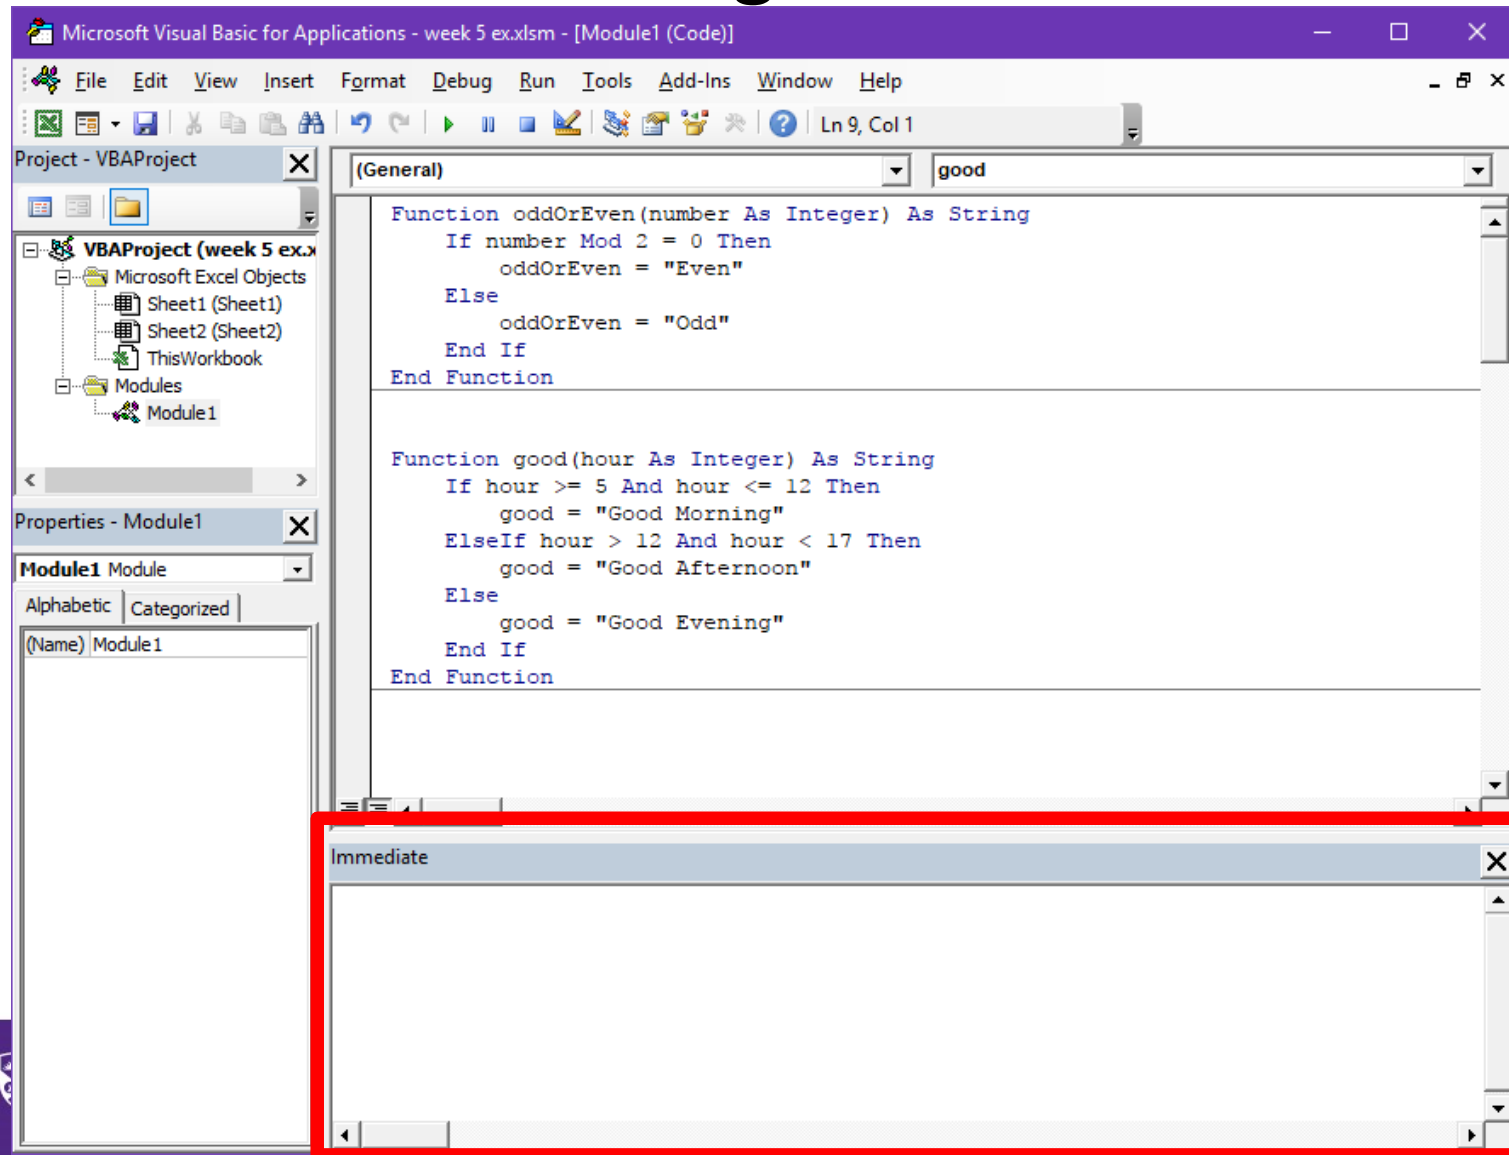 Microsoft Visual Basic for Applications - week 5 ex.xlsm - [Module1 (Code)]
File Edit View Insert Format Debug Run Tools Add-Ins Window Help
Ln 9, Col 1
Project - VBAProject
VBAProject (week 5 ex.x
Microsoft Excel Objects
Sheet1 (Sheet1)
Sheet2 (Sheet2)
ThisWorkbook
Modules
Module1
Properties - Module1
Module1 Module
Alphabetic Categorized
(Name) Module1
(General) good
Function oddOrEven(number As Integer) As String
If number Mod 2 = 0 Then
oddOrEven = "Even"
Else
oddOrEven = "Odd"
End If
End Function
Function good(hour As Integer) As String
If hour >= 5 And hour <= 12 Then
good = "Good Morning"
ElseIf hour > 12 And hour < 17 Then
good = "Good Afternoon"
Else
good = "Good Evening"
End If
End Function
Immediate